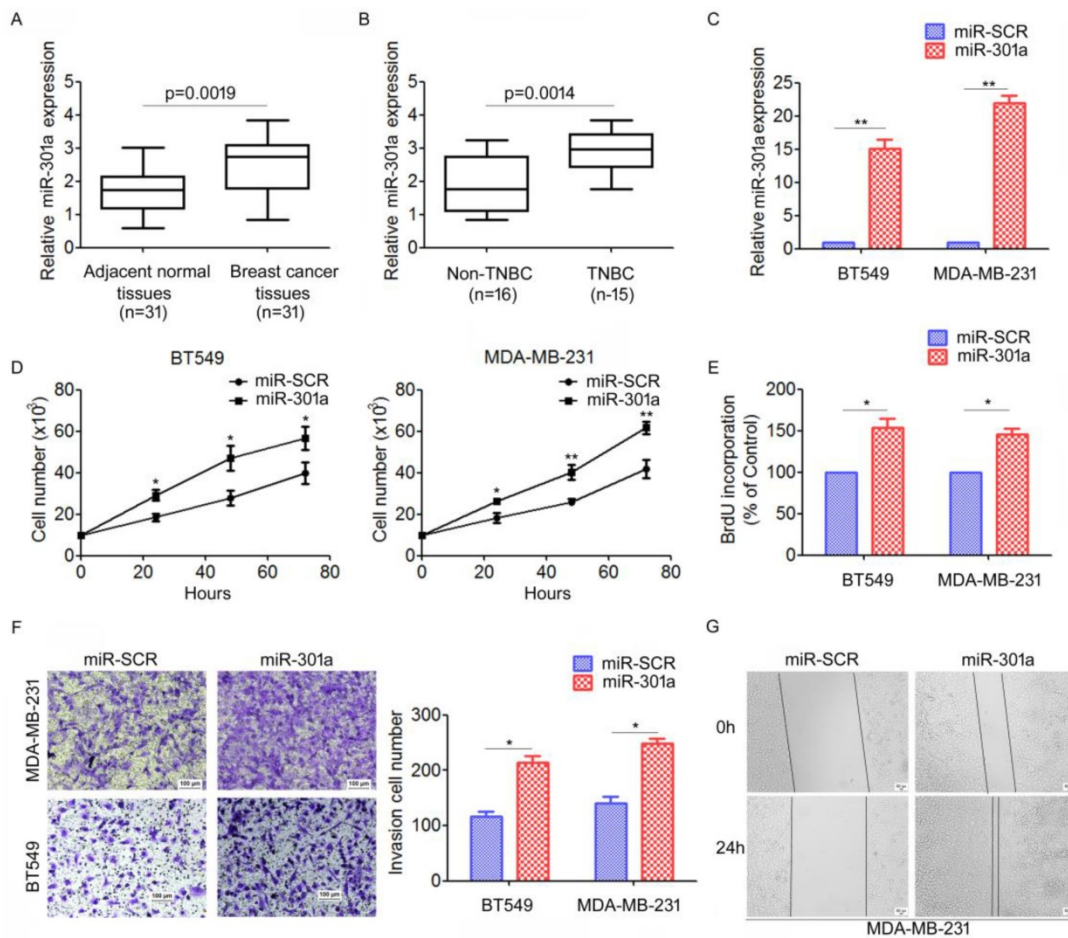 A
Relative miR-301a expression
5
4
3
2
1
0
p=0.0019
Adjacent normal
tissues
(n=31)
Breast cancer
tissues
(n=31)
B
Relative miR-301a expression
5
4
3
2
1
0
p=0.0014
Non-TNBC
(n=16)
TNBC
(n-15)
C
miR-SCR
miR-301a
Relative miR-301a expression
25
20
15
10
5
0
**
**
BT549
MDA-MB-231
D
BT549
miR-SCR
miR-301a
Cell number (x10³)
80
60
40
20
0
*
*
*
0
20
40
60
80
Hours
MDA-MB-231
miR-SCR
miR-301a
Cell number (x10³)
80
60
40
20
0
*
**
**
0
20
40
60
80
Hours
E
miR-SCR
miR-301a
BrdU incorporation
(% of Control)
200
150
100
50
0
*
*
BT549
MDA-MB-231
F
miR-SCR
miR-301a
MDA-MB-231
100 µm
100 µm
BT549
100 µm
100 µm
miR-SCR
miR-301a
Invasion cell number
300
200
100
0
*
*
BT549
MDA-MB-231
G
miR-SCR
miR-301a
0h
24h
MDA-MB-231